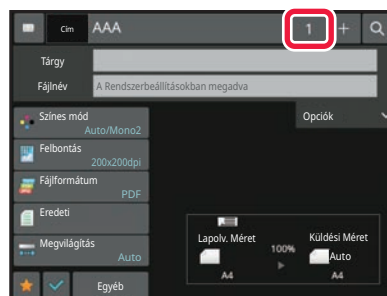 Cím AAA 1 +
Tárgy
Fájlnév A Rendszerbeállításokban megadva
Színes mód
Auto/Mono2
Opciók
Felbontás
200x200dpi
Fájlformátum
PDF
Eredeti
Megvilágítás
Auto
Egyéb
Lapolv. Méret 100% Küldési Méret
Auto
A4 A4